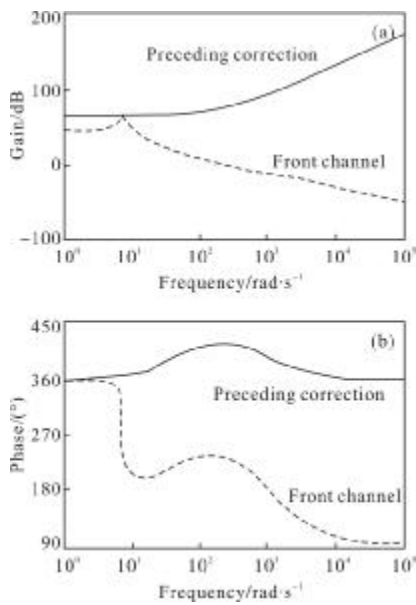 200
(a)
Preceding correction
100
Gain/dB
0
Front channel
−100
10⁰ 10¹ 10² 10³ 10⁴ 10⁵
Frequency/rad·s⁻¹
450
(b)
360
Preceding correction
Phase/(°)
270
180
Front channel
90
10⁰ 10¹ 10² 10³ 10⁴
Frequency/rad·s⁻¹